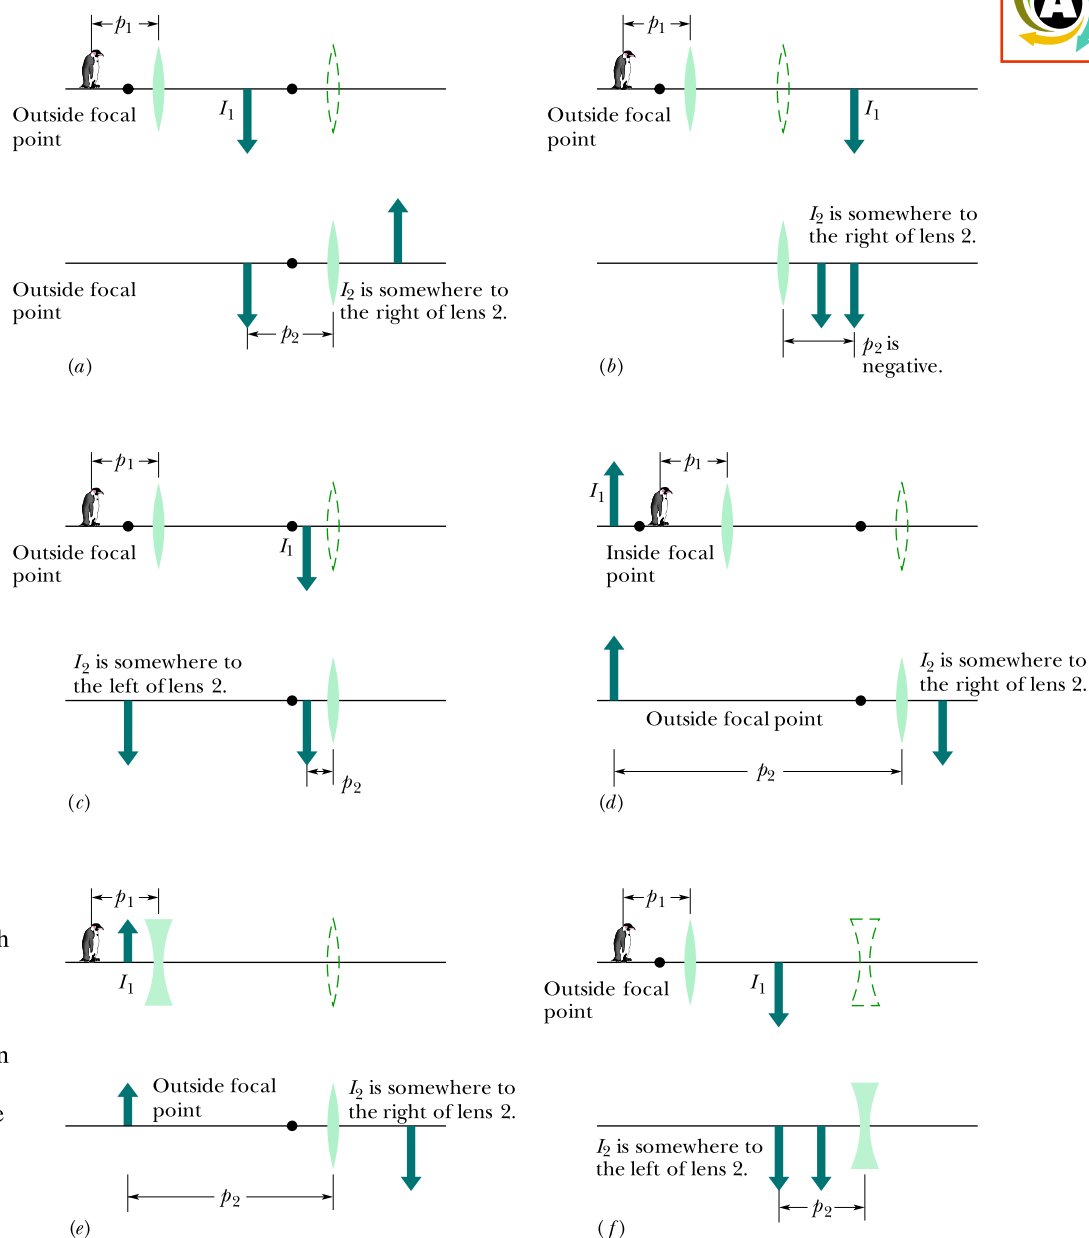 A
p1
Outside focal
point
I1
p1
Outside focal
point
I1
Outside focal
point
I2 is somewhere to
the right of lens 2.
p2
(a)
I2 is somewhere to
the right of lens 2.
p2 is
negative.
(b)
p1
Outside focal
point
I1
I1
p1
Inside focal
point
I2 is somewhere to
the left of lens 2.
p2
(c)
I2 is somewhere to
the right of lens 2.
Outside focal point
p2
(d)
p1
I1
h
p1
Outside focal
point
I1
n
e
Outside focal
point
I2 is somewhere to
the right of lens 2.
p2
(e)
I2 is somewhere to
the left of lens 2.
p2
(f)